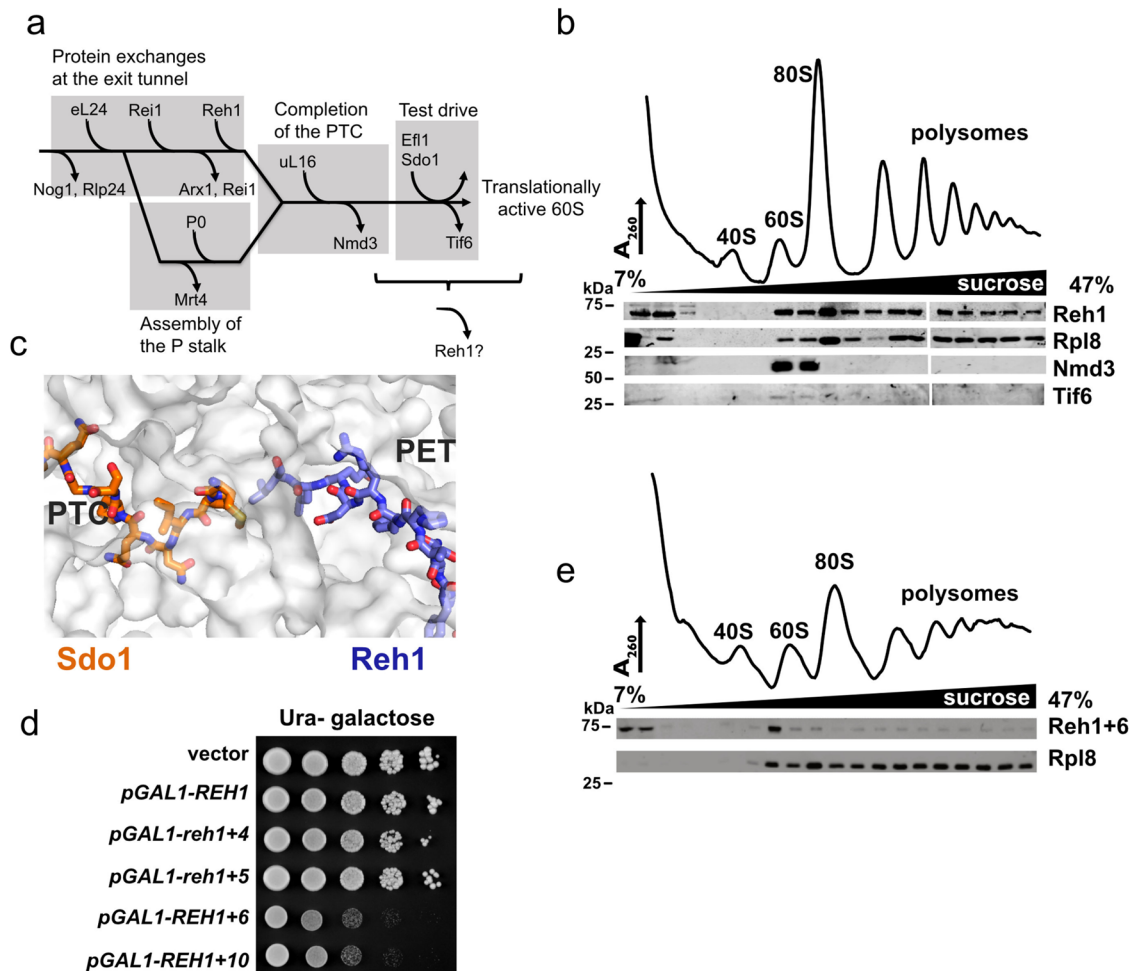 a
Protein exchanges
at the exit tunnel
eL24
Rei1
Reh1
Nog1, Rlp24
Arx1, Rei1
P0
Mrt4
Assembly of
the P stalk
Completion
of the PTC
uL16
Nmd3
Test drive
Efl1
Sdo1
Tif6
Translationally
active 60S
Reh1?
b
80S
polysomes
60S
40S
A260
7%
sucrose
47%
kDa
75
Reh1
Rpl8
25
Nmd3
50
Tif6
25
c
PTC
PET
Sdo1
Reh1
d
Ura- galactose
vector
pGAL1-REH1
pGAL1-reh1+4
pGAL1-reh1+5
pGAL1-REH1+6
pGAL1-REH1+10
e
80S
polysomes
40S
60S
A260
7%
sucrose
47%
kDa
75
Reh1+6
Rpl8
25